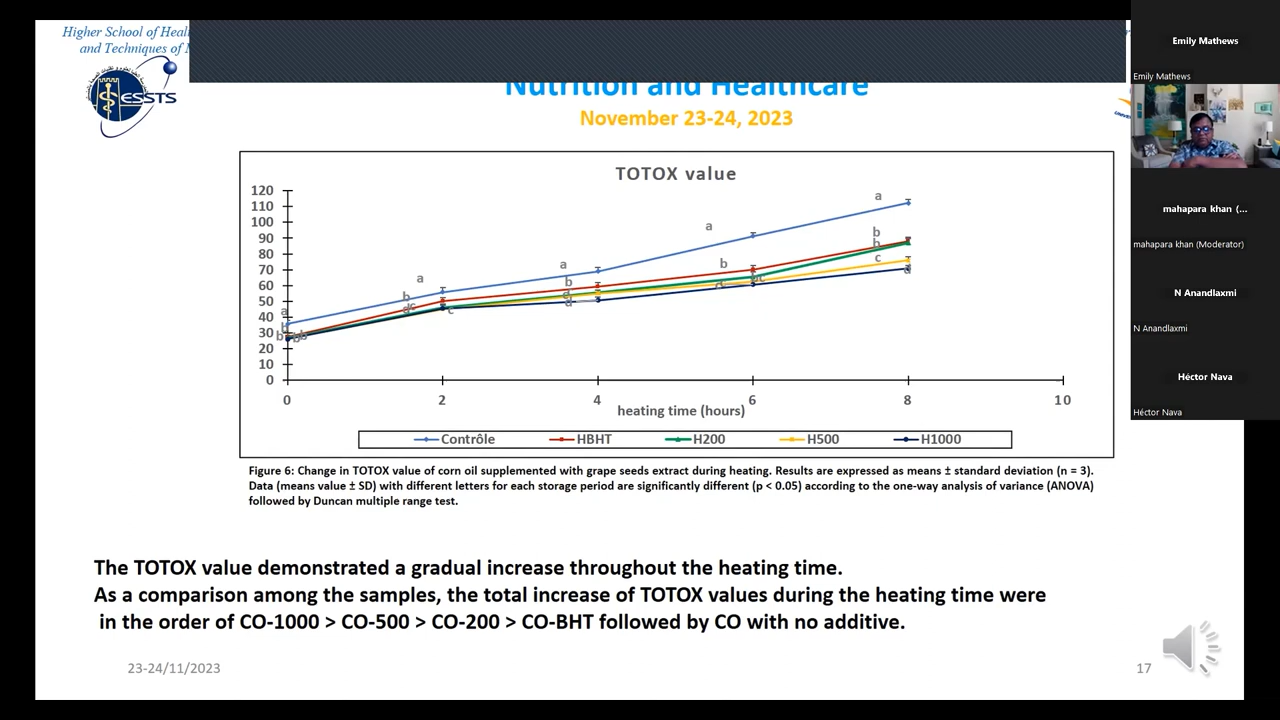 Higher School of Heal
and Techniques of
ESSTS
Nutrition and Healthcare
November 23-24, 2023
TOTOX value
120
110
100
90
80
70
60
50
40
30
20
10
0
0 2 4 6 8 10
heating time (hours)
Contrôle HBHT H200 H500 H1000
Figure 6: Change in TOTOX value of corn oil supplemented with grape seeds extract during heating. Results are expressed as means ± standard deviation (n = 3).
Data (means value ± SD) with different letters for each storage period are significantly different (p < 0.05) according to the one-way analysis of variance (ANOVA)
followed by Duncan multiple range test.
The TOTOX value demonstrated a gradual increase throughout the heating time.
As a comparison among the samples, the total increase of TOTOX values during the heating time were
in the order of CO-1000 > CO-500 > CO-200 > CO-BHT followed by CO with no additive.
23-24/11/2023
17
Emily Mathews
Emily Mathews
mahapara khan (...
mahapara khan (Moderator)
N Anandlaxmi
N Anandlaxmi
Héctor Nava
Héctor Nava